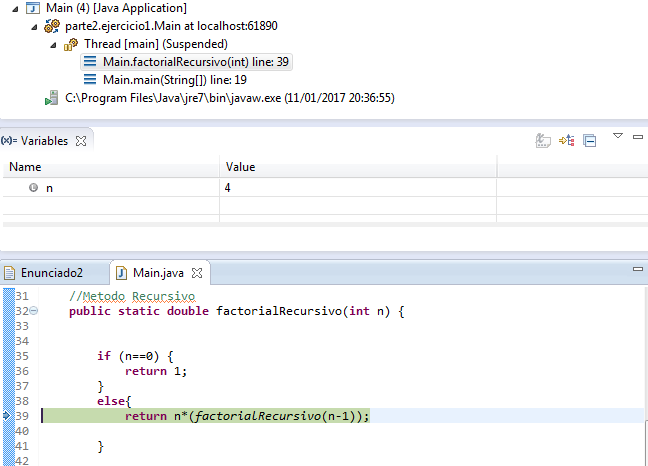 Main (4) [Java Application]
parte2.ejercicio1.Main at localhost:61890
Thread [main] (Suspended)
Main.factorialRecursivo(int) line: 39
Main.main(String[]) line: 19
C:\Program Files\Java\jre7\bin\javaw.exe (11/01/2017 20:36:55)
(x)= Variables
Name Value
n 4
Enunciado2 Main.java
31 //Metodo Recursivo
32 public static double factorialRecursivo(int n) {
33
34
35 if (n==0) {
36 return 1;
37 }
38 else{
39 return n*(factorialRecursivo(n-1));
40
41 }
42